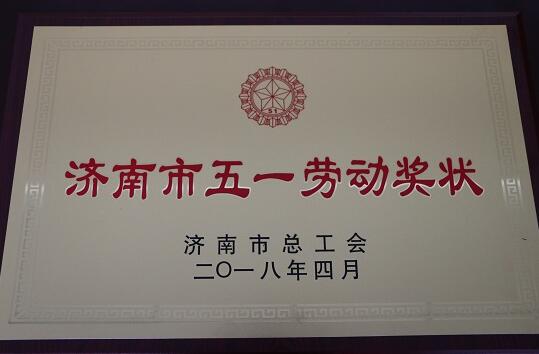 51
济南市五一劳动奖状
济南市总工会
二〇一八年四月